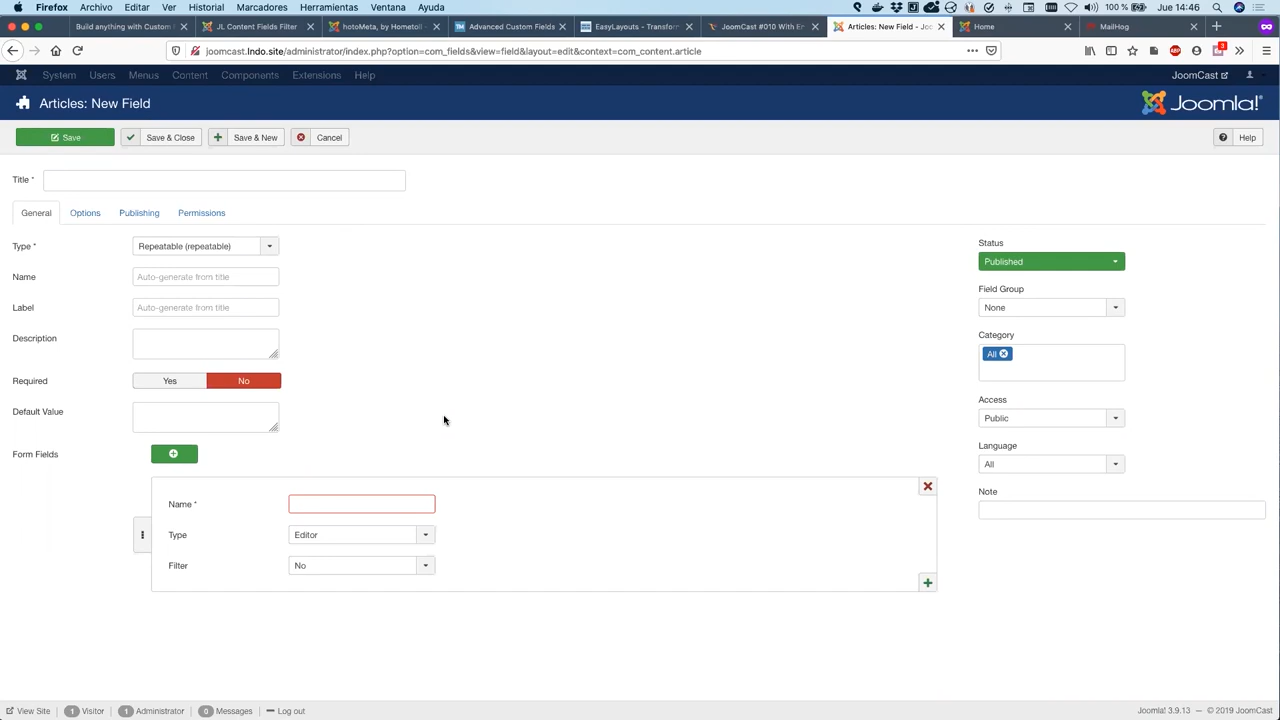 Firefox Archivo Editar Ver Historial Marcadores Herramientas Ventana Ayuda 100 % Jue 14:46
Build anything with Custom JL Content Fields Filter hotoMeta, by Hometoll - Advanced Custom Fields EasyLayouts - Transform JoomCast #010 With Articles: New Field - Joo Home MailHog
joomcast.lndo.site/administrator/index.php?option=com_fields&view=field&layout=edit&context=com_content.article 3
System Users Menus Content Components Extensions Help JoomCast
Articles: New Field Joomla!
Save Save & Close Save & New Cancel Help
Title *
General Options Publishing Permissions
Type * Repeatable (repeatable)
Name Auto-generate from title
Label Auto-generate from title
Description
Required Yes No
Default Value
Form Fields
Name *
Type Editor
Filter No
Status
Published
Field Group
None
Category
All
Access
Public
Language
All
Note
View Site 1 Visitor 1 Administrator 0 Messages Log out Joomla! 3.9.13 — © 2019 JoomCast